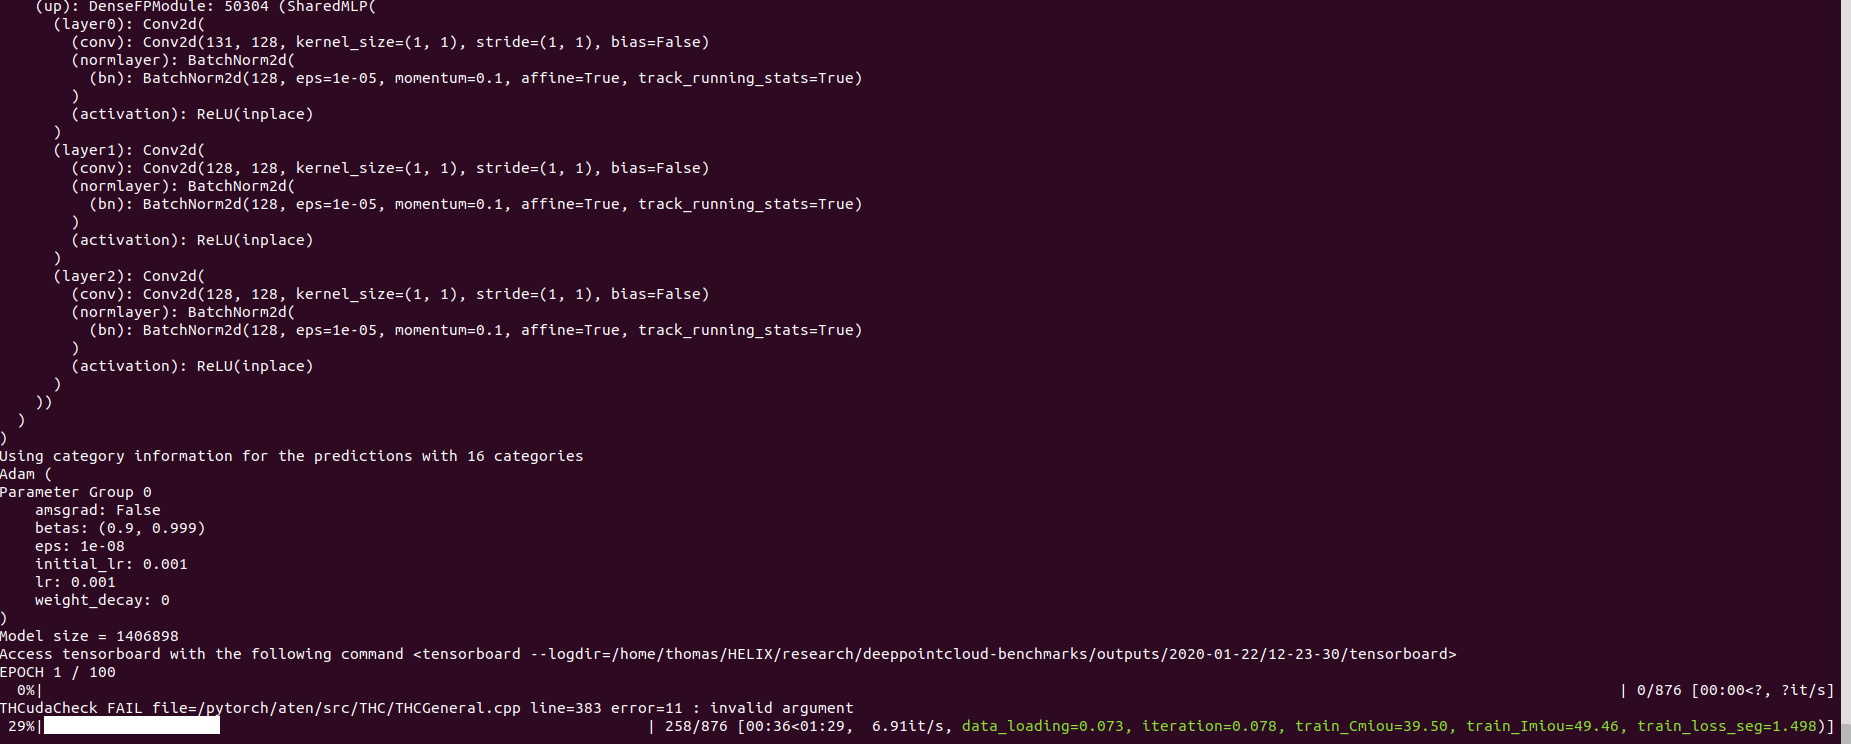 (up): DenseFPModule: 50304 (SharedMLP(
(layer0): Conv2d(
(conv): Conv2d(131, 128, kernel_size=(1, 1), stride=(1, 1), bias=False)
(normlayer): BatchNorm2d(
(bn): BatchNorm2d(128, eps=1e-05, momentum=0.1, affine=True, track_running_stats=True)
)
(activation): ReLU(inplace)
)
(layer1): Conv2d(
(conv): Conv2d(128, 128, kernel_size=(1, 1), stride=(1, 1), bias=False)
(normlayer): BatchNorm2d(
(bn): BatchNorm2d(128, eps=1e-05, momentum=0.1, affine=True, track_running_stats=True)
)
(activation): ReLU(inplace)
)
(layer2): Conv2d(
(conv): Conv2d(128, 128, kernel_size=(1, 1), stride=(1, 1), bias=False)
(normlayer): BatchNorm2d(
(bn): BatchNorm2d(128, eps=1e-05, momentum=0.1, affine=True, track_running_stats=True)
)
(activation): ReLU(inplace)
)
))
)
)
Using category information for the predictions with 16 categories
Adam (
Parameter Group 0
amsgrad: False
betas: (0.9, 0.999)
eps: 1e-08
initial_lr: 0.001
lr: 0.001
weight_decay: 0
)
Model size = 1406898
Access tensorboard with the following command <tensorboard --logdir=/home/thomas/HELIX/research/deeppointcloud-benchmarks/outputs/2020-01-22/12-23-30/tensorboard>
EPOCH 1 / 100
0%| | 0/876 [00:00<?, ?it/s]
THCudaCheck FAIL file=/pytorch/aten/src/THC/THCGeneral.cpp line=383 error=11 : invalid argument
29%| | 258/876 [00:36<01:29, 6.91it/s, data_loading=0.073, iteration=0.078, train_Cmiou=39.50, train_Imiou=49.46, train_loss_seg=1.498)]